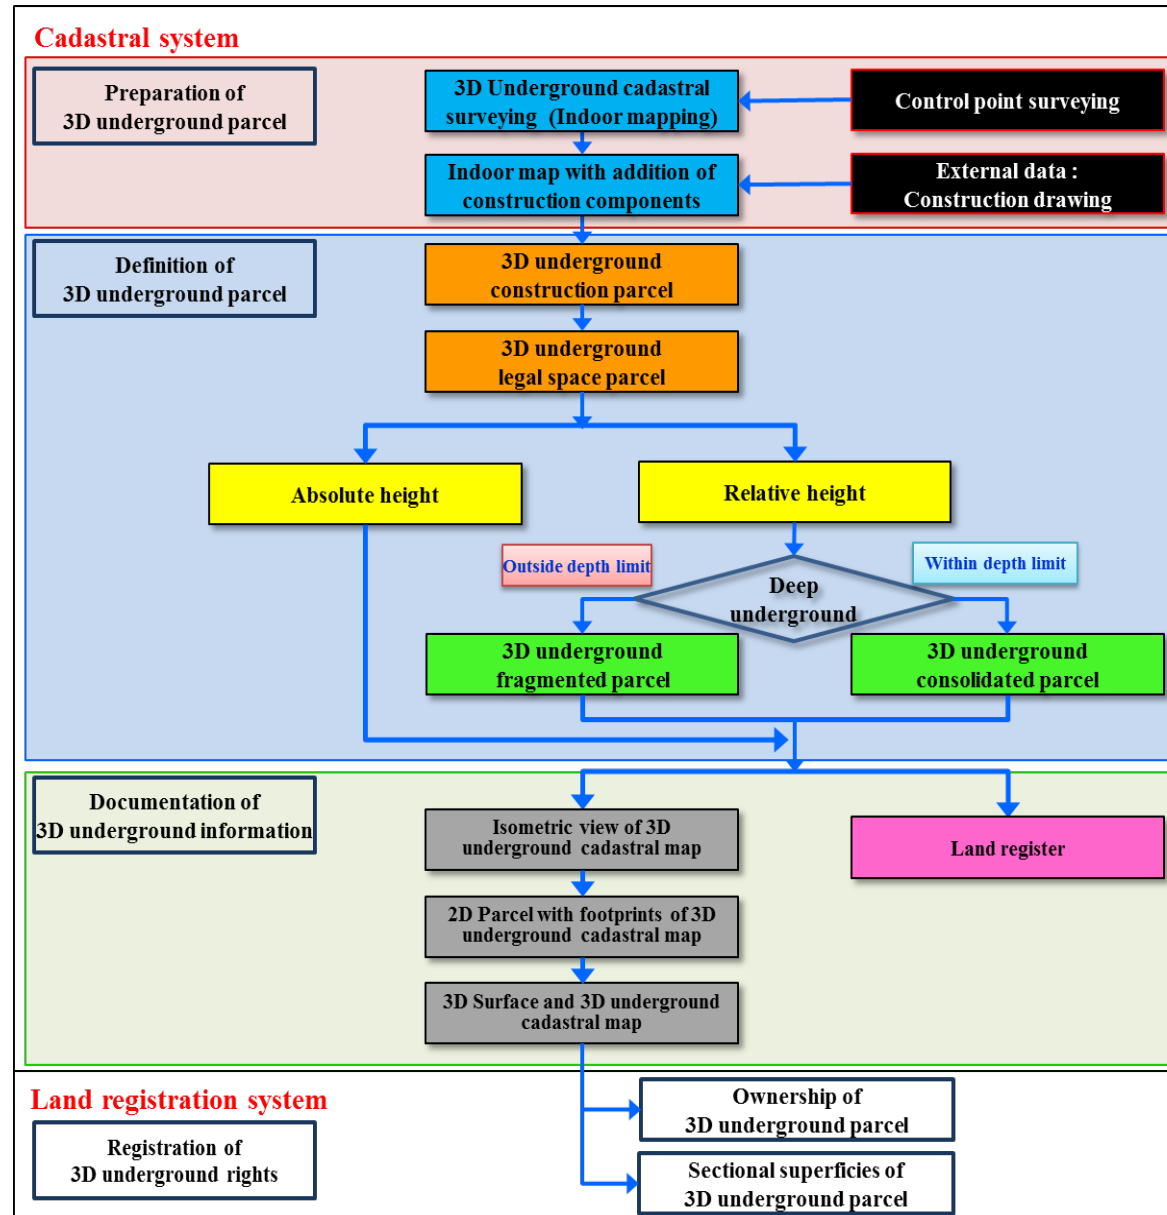 Cadastral system
Preparation of
3D underground parcel
3D Underground cadastral
surveying (Indoor mapping)
Control point surveying
Indoor map with addition of
construction components
External data :
Construction drawing
Definition of
3D underground parcel
3D underground
construction parcel
3D underground
legal space parcel
Absolute height
Relative height
Outside depth limit
Within depth limit
Deep
underground
3D underground
fragmented parcel
3D underground
consolidated parcel
Documentation of
3D underground information
Isometric view of 3D
underground cadastral map
Land register
2D Parcel with footprints of 3D
underground cadastral map
3D Surface and 3D underground
cadastral map
Land registration system
Registration of
3D underground rights
Ownership of
3D underground parcel
Sectional superficies of
3D underground parcel